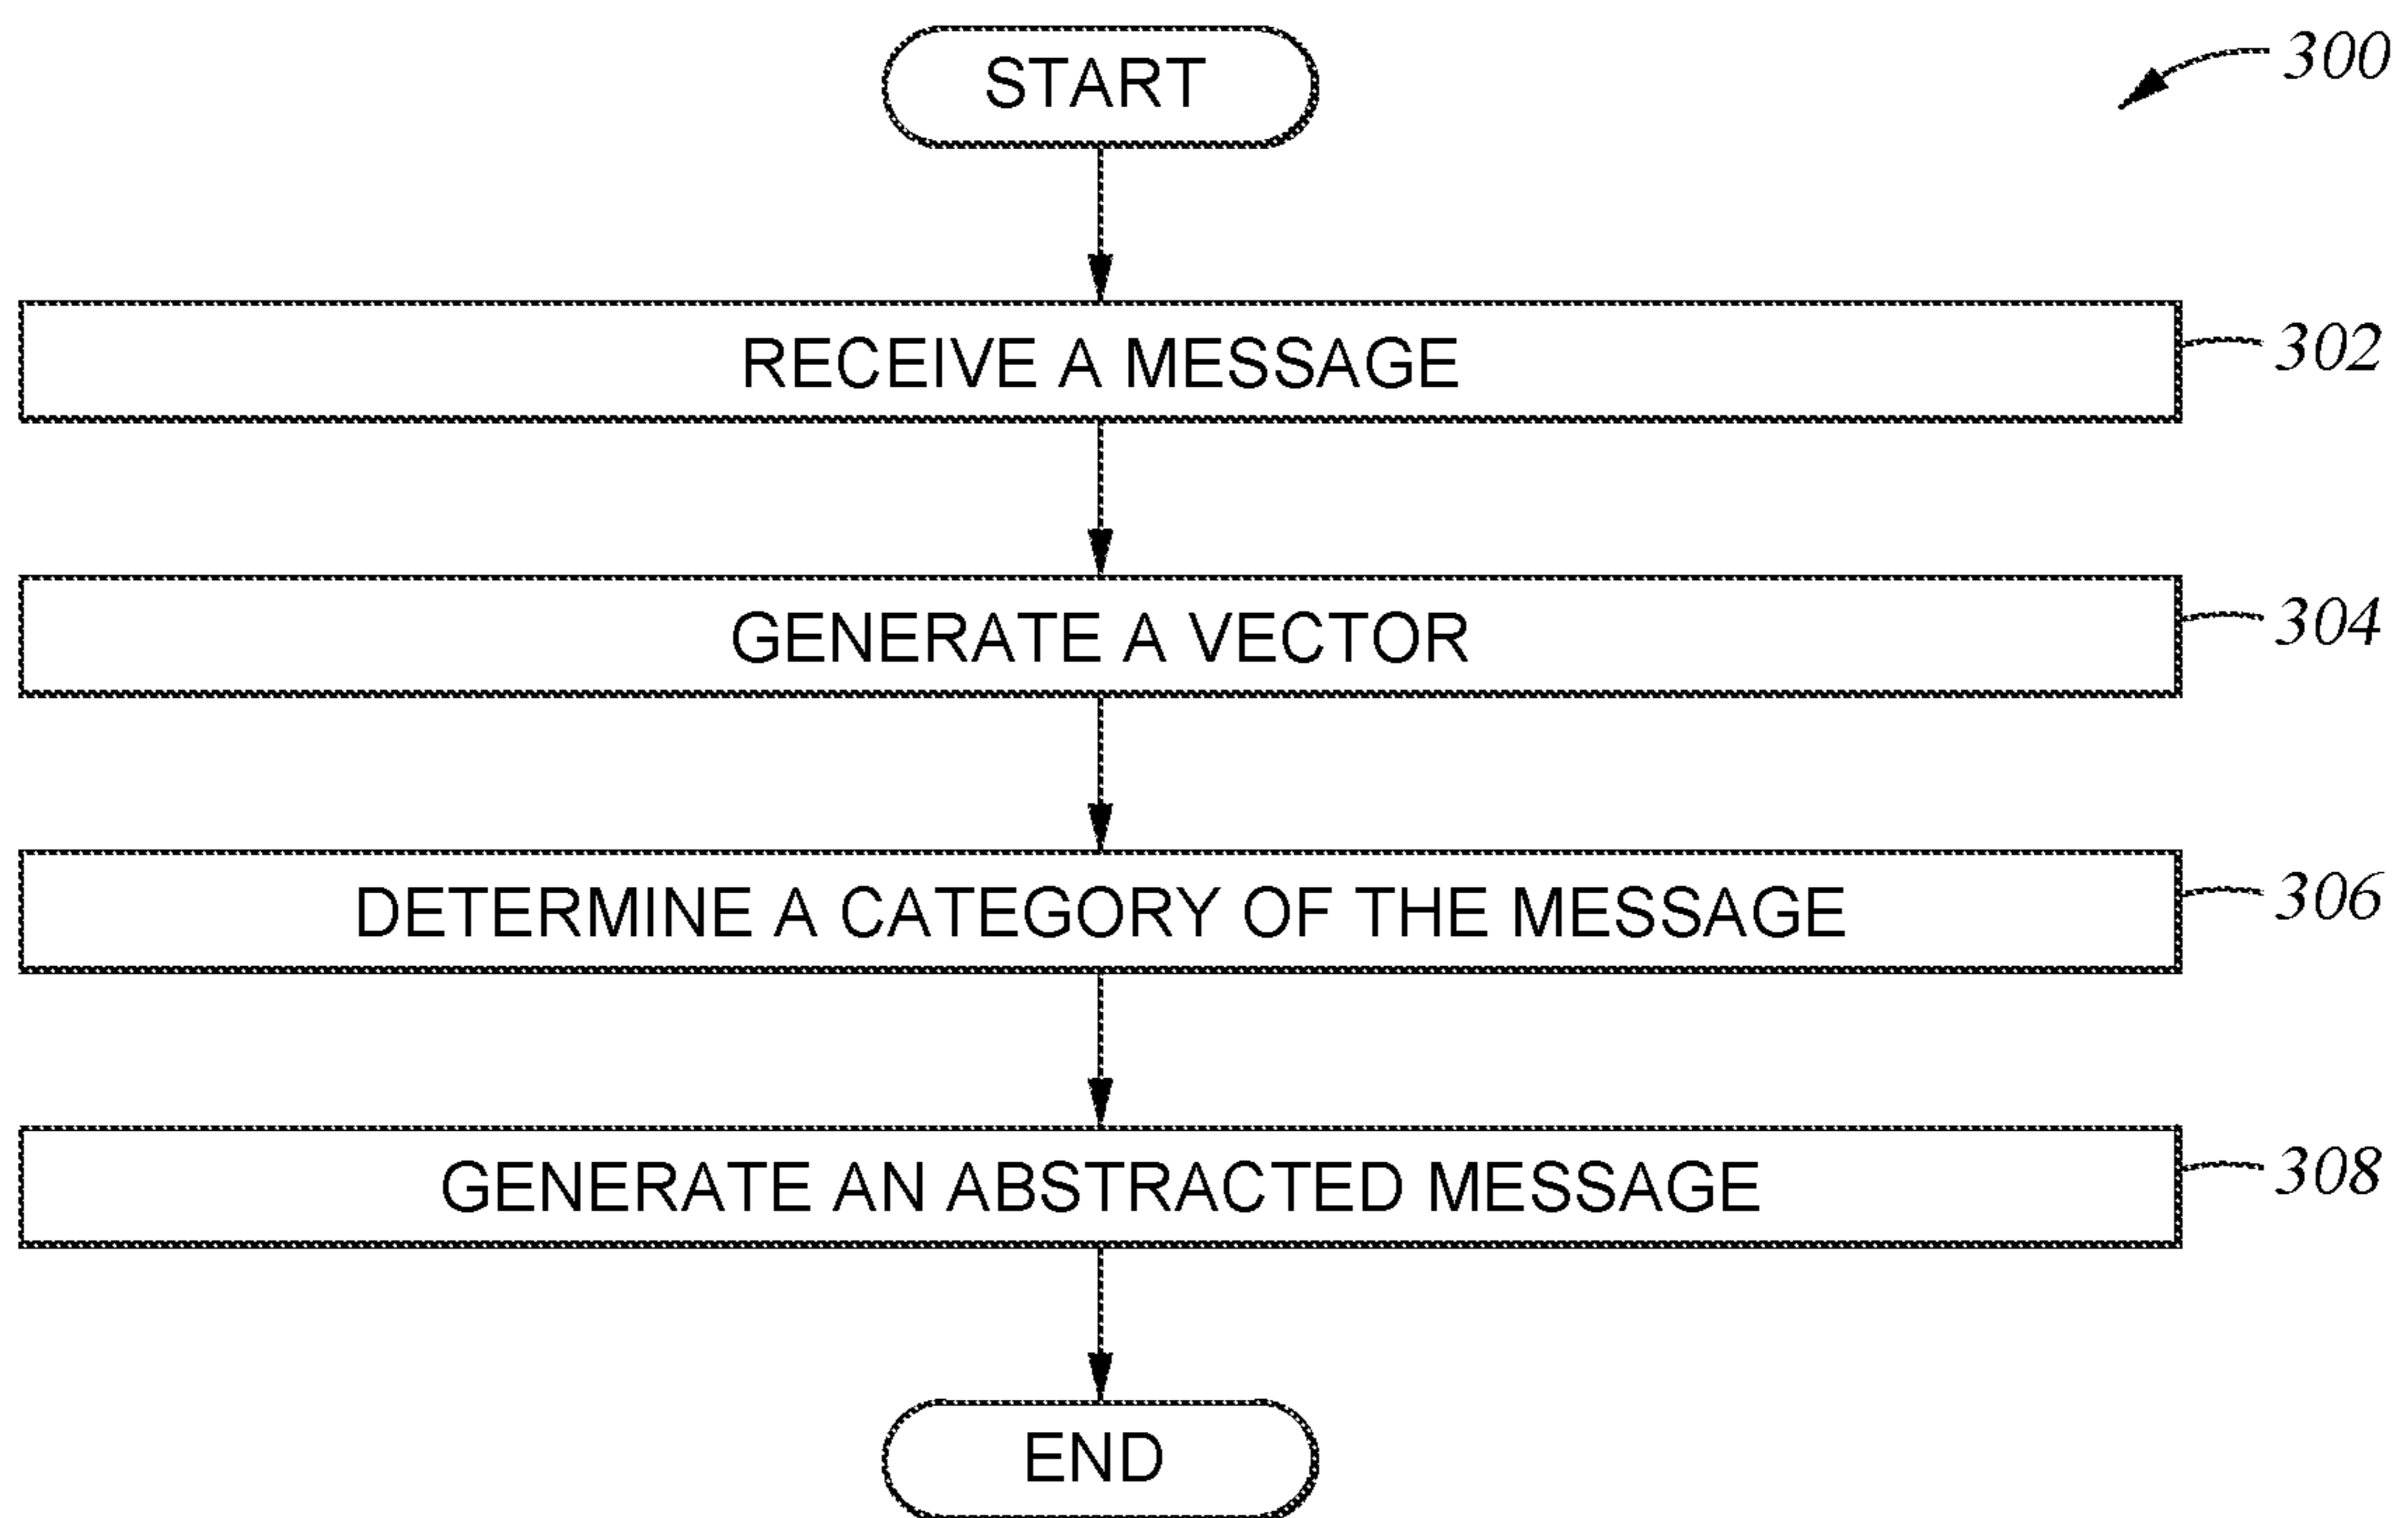 START
300
RECEIVE A MESSAGE
302
GENERATE A VECTOR
304
DETERMINE A CATEGORY OF THE MESSAGE
306
GENERATE AN ABSTRACTED MESSAGE
308
END